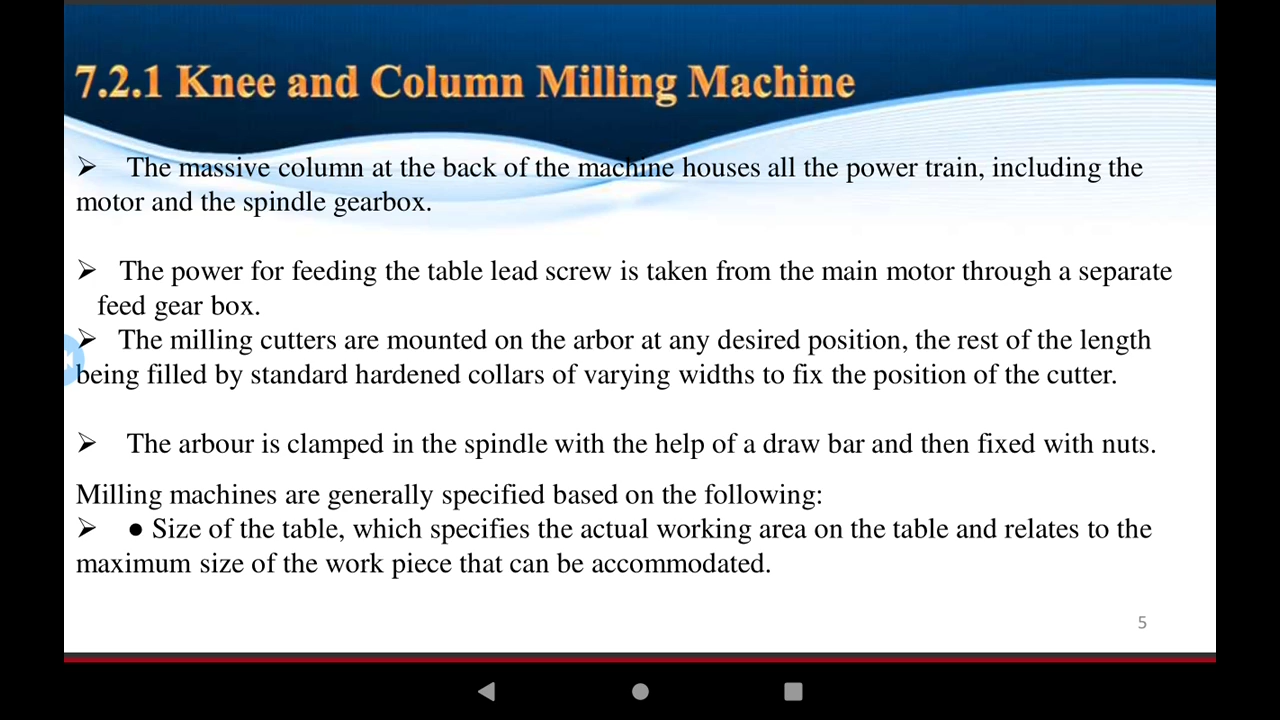 7.2.1 Knee and Column Milling Machine
➢ The massive column at the back of the machine houses all the power train, including the
motor and the spindle gearbox.
➢ The power for feeding the table lead screw is taken from the main motor through a separate
feed gear box.
➢ The milling cutters are mounted on the arbor at any desired position, the rest of the length
being filled by standard hardened collars of varying widths to fix the position of the cutter.
➢ The arbour is clamped in the spindle with the help of a draw bar and then fixed with nuts.
Milling machines are generally specified based on the following:
➢ ● Size of the table, which specifies the actual working area on the table and relates to the
maximum size of the work piece that can be accommodated.
5